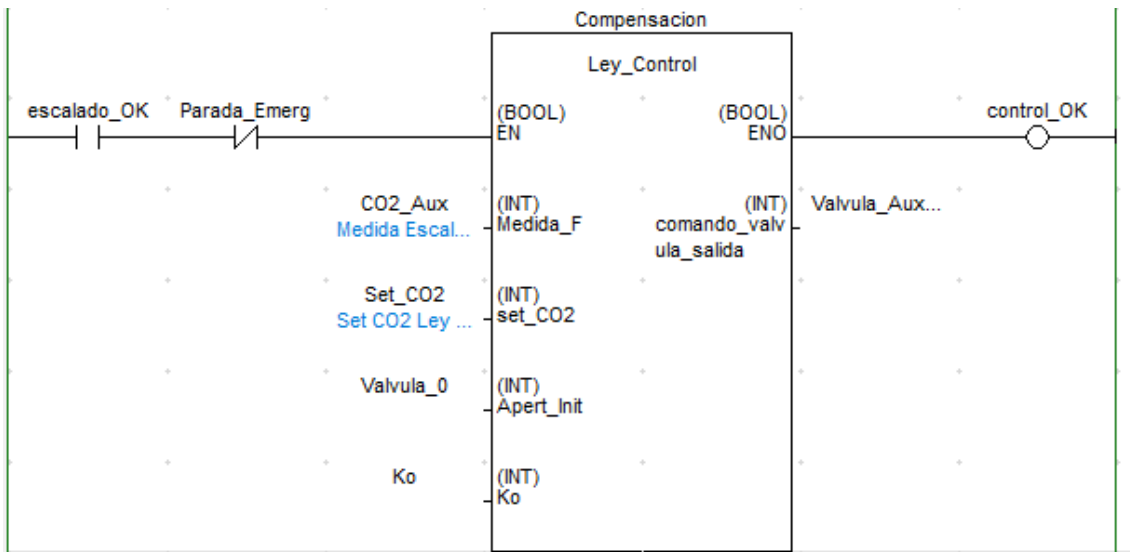 Compensacion
Ley_Control
escalado_OK Parada_Emerg (BOOL) (BOOL) control_OK
EN ENO
CO2_Aux (INT) (INT) Valvula_Aux...
Medida Escal... Medida_F comando_valv
ula_salida
Set_CO2 (INT)
Set CO2 Ley ... set_CO2
Valvula_0 (INT)
Apert_Init
Ko (INT)
Ko